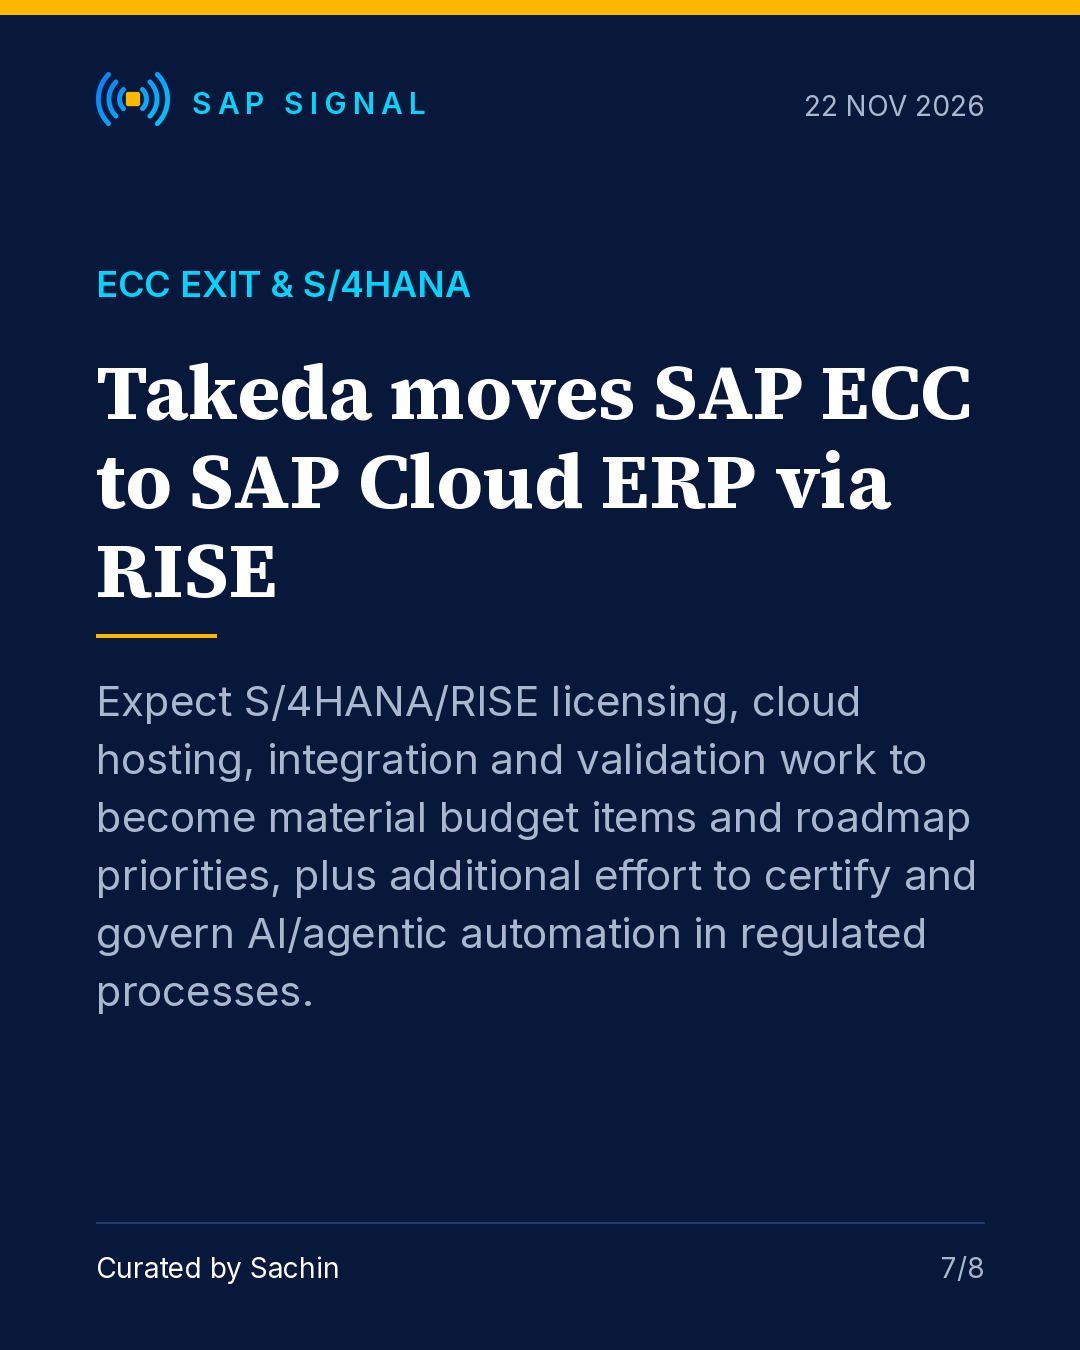 SAP SIGNAL
22 NOV 2026
ECC EXIT & S/4HANA
Takeda moves SAP ECC
to SAP Cloud ERP via
RISE
Expect S/4HANA/RISE licensing, cloud
hosting, integration and validation work to
become material budget items and roadmap
priorities, plus additional effort to certify and
govern AI/agentic automation in regulated
processes.
Curated by Sachin
7/8